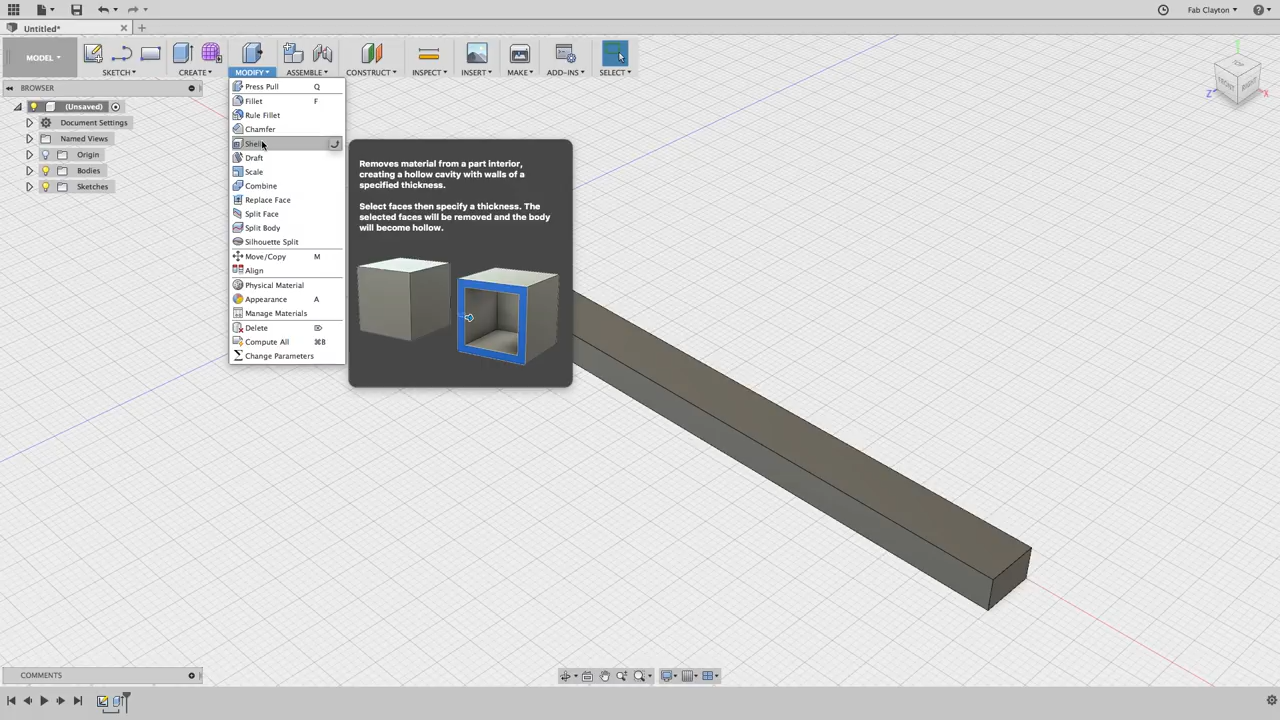 Fab Clayton
Untitled*
MODEL
SKETCH
CREATE
MODIFY
ASSEMBLE
CONSTRUCT
INSPECT
INSERT
MAKE
ADD-INS
SELECT
BROWSER
(Unsaved)
Document Settings
Named Views
Origin
Bodies
Sketches
Press Pull Q
Fillet F
Rule Fillet
Chamfer
Shell
Draft
Scale
Combine
Replace Face
Split Face
Split Body
Silhouette Split
Move/Copy M
Align
Physical Material
Appearance A
Manage Materials
Delete
Compute All ⌘B
Change Parameters
Removes material from a part interior,
creating a hollow cavity with walls of a
specified thickness.
Select faces then specify a thickness. The
selected faces will be removed and the body
will become hollow.
TOP
FRONT
RIGHT
Y
Z
X
COMMENTS